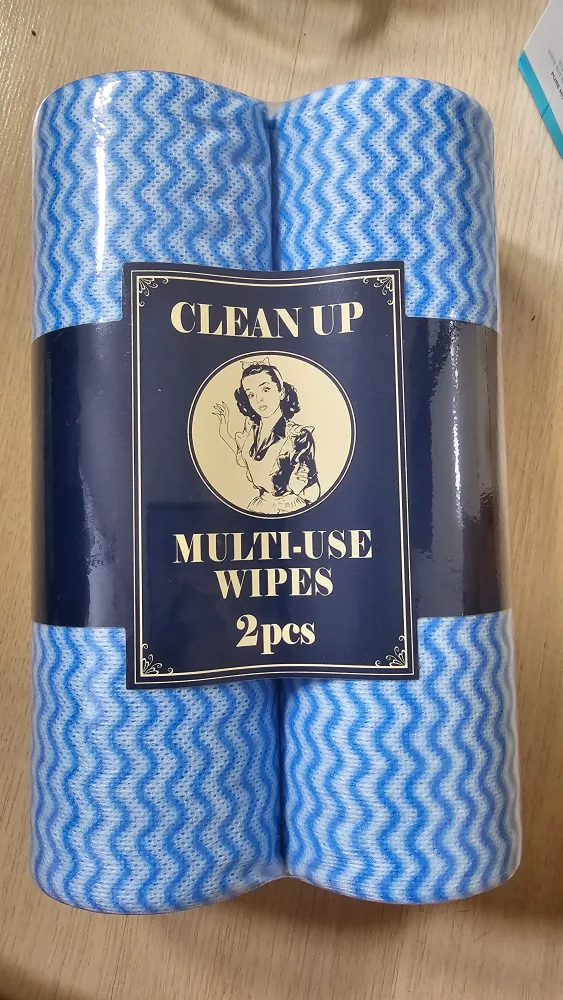 CLEAN UP
MULTI-USE
WIPES
2pcs